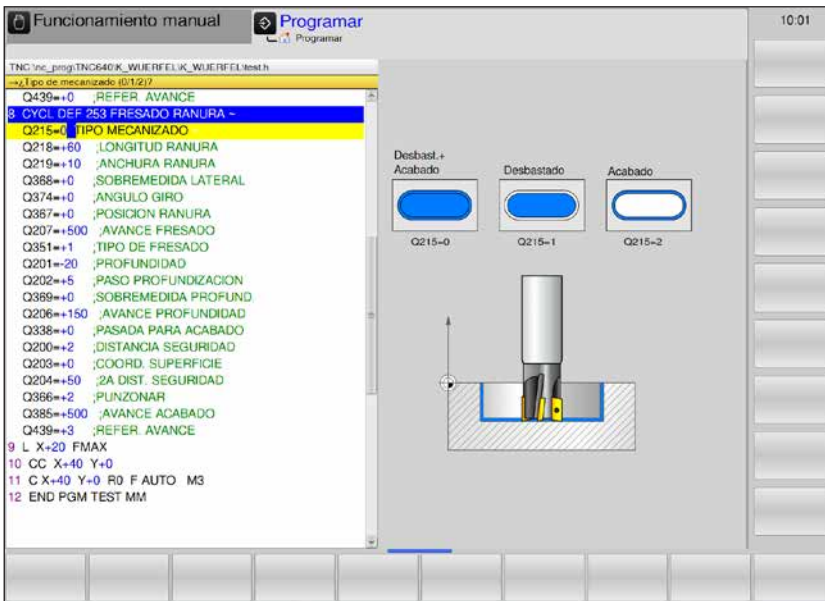 Funcionamiento manual
Programar
Programar
10:01
TNC:\nc_prog\TNC640\K_WUERFEL\K_WUERFEL\test.h
→¿Tipo de mecanizado (0/1/2)?
Q439=+0 ;REFER. AVANCE
8 CYCL DEF 253 FRESADO RANURA ~
Q215=0 TIPO MECANIZADO
Q218=+60 ;LONGITUD RANURA
Q219=+10 ;ANCHURA RANURA
Q368=+0 ;SOBREMEDIDA LATERAL
Q374=+0 ;ANGULO GIRO
Q367=+0 ;POSICION RANURA
Q207=+500 ;AVANCE FRESADO
Q351=+1 ;TIPO DE FRESADO
Q201=-20 ;PROFUNDIDAD
Q202=+5 ;PASO PROFUNDIZACION
Q369=+0 ;SOBREMEDIDA PROFUND.
Q206=+150 ;AVANCE PROFUNDIDAD
Q338=+0 ;PASADA PARA ACABADO
Q200=+2 ;DISTANCIA SEGURIDAD
Q203=+0 ;COORD. SUPERFICIE
Q204=+50 ;2A DIST. SEGURIDAD
Q366=+2 ;PUNZONAR
Q385=+500 ;AVANCE ACABADO
Q439=+3 ;REFER. AVANCE
9 L X+20 FMAX
10 CC X+40 Y+0
11 C X+40 Y+0 R0 F AUTO M3
12 END PGM TEST MM
Desbast.+
Acabado
Desbastado
Acabado
Q215=0
Q215=1
Q215=2